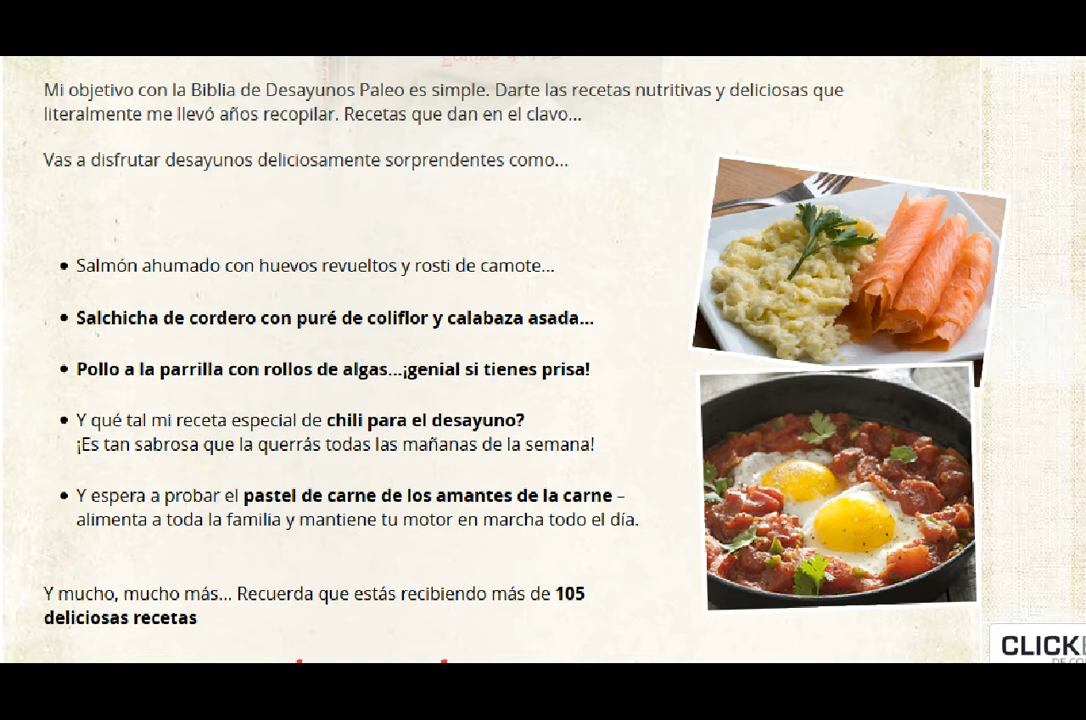 Mi objetivo con la Biblia de Desayunos Paleo es simple. Darte las recetas nutritivas y deliciosas que
literalmente me llevó años recopilar. Recetas que dan en el clavo...
Vas a disfrutar desayunos deliciosamente sorprendentes como...
• Salmón ahumado con huevos revueltos y rosti de camote...
• Salchicha de cordero con puré de coliflor y calabaza asada...
• Pollo a la parrilla con rollos de algas...¡genial si tienes prisa!
• Y qué tal mi receta especial de chili para el desayuno?
¡Es tan sabrosa que la querrás todas las mañanas de la semana!
• Y espera a probar el pastel de carne de los amantes de la carne –
alimenta a toda la familia y mantiene tu motor en marcha todo el día.
Y mucho, mucho más... Recuerda que estás recibiendo más de 105
deliciosas recetas
CLICK